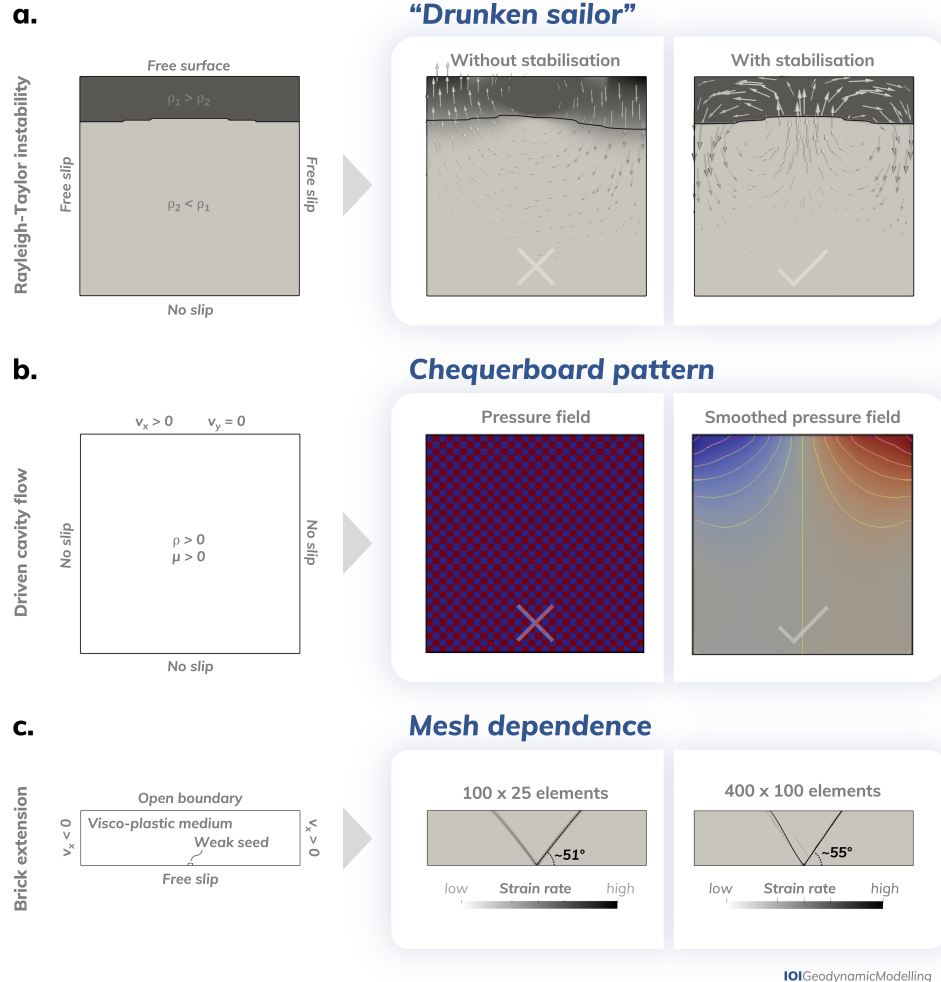 a.
“Drunken sailor”
Rayleigh-Taylor instability
Free surface
ρ1 > ρ2
Free slip
Free slip
ρ2 < ρ1
No slip
Without stabilisation
With stabilisation
b.
Chequerboard pattern
Driven cavity flow
vx > 0 vy = 0
No slip
No slip
ρ > 0
μ > 0
No slip
Pressure field
Smoothed pressure field
c.
Mesh dependence
Brick extension
Open boundary
vx < 0
Visco-plastic medium
Weak seed
vx > 0
Free slip
100 x 25 elements
~51°
low Strain rate high
400 x 100 elements
~55°
low Strain rate high
IOIGeodynamicModelling